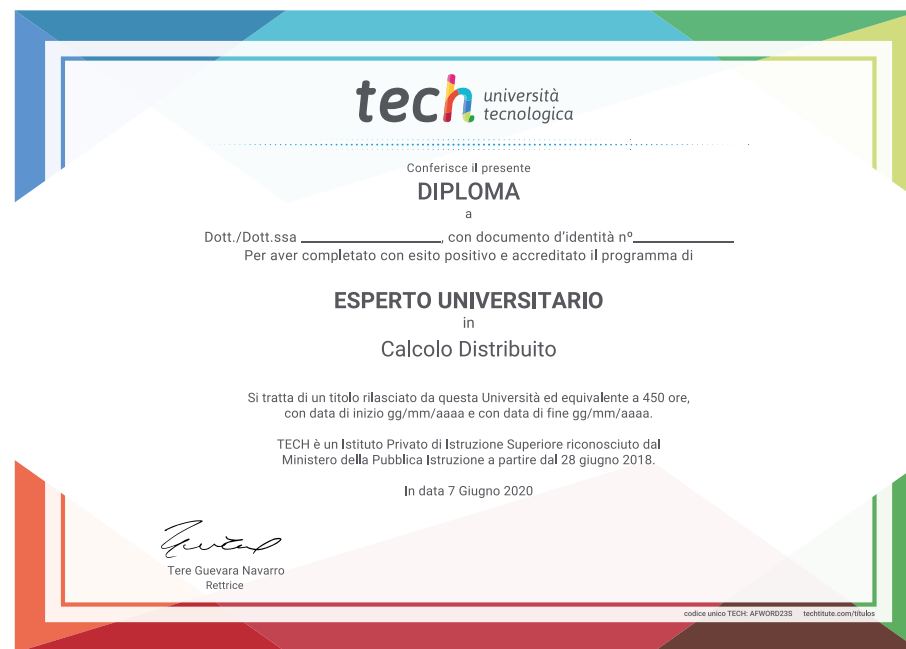 tech università
tecnologica
Conferisce il presente
DIPLOMA
a
Dott./Dott.ssa ____________________, con documento d'identità nº______________
Per aver completato con esito positivo e accreditato il programma di
ESPERTO UNIVERSITARIO
in
Calcolo Distribuito
Si tratta di un titolo rilasciato da questa Università ed equivalente a 450 ore,
con data di inizio gg/mm/aaaa e con data di fine gg/mm/aaaa.
TECH è un Istituto Privato di Istruzione Superiore riconosciuto dal
Ministero della Pubblica Istruzione a partire dal 28 giugno 2018.
In data 7 Giugno 2020
Tere Guevara Navarro
Rettrice
codice unico TECH: AFWORD23S techtitute.com/títulos